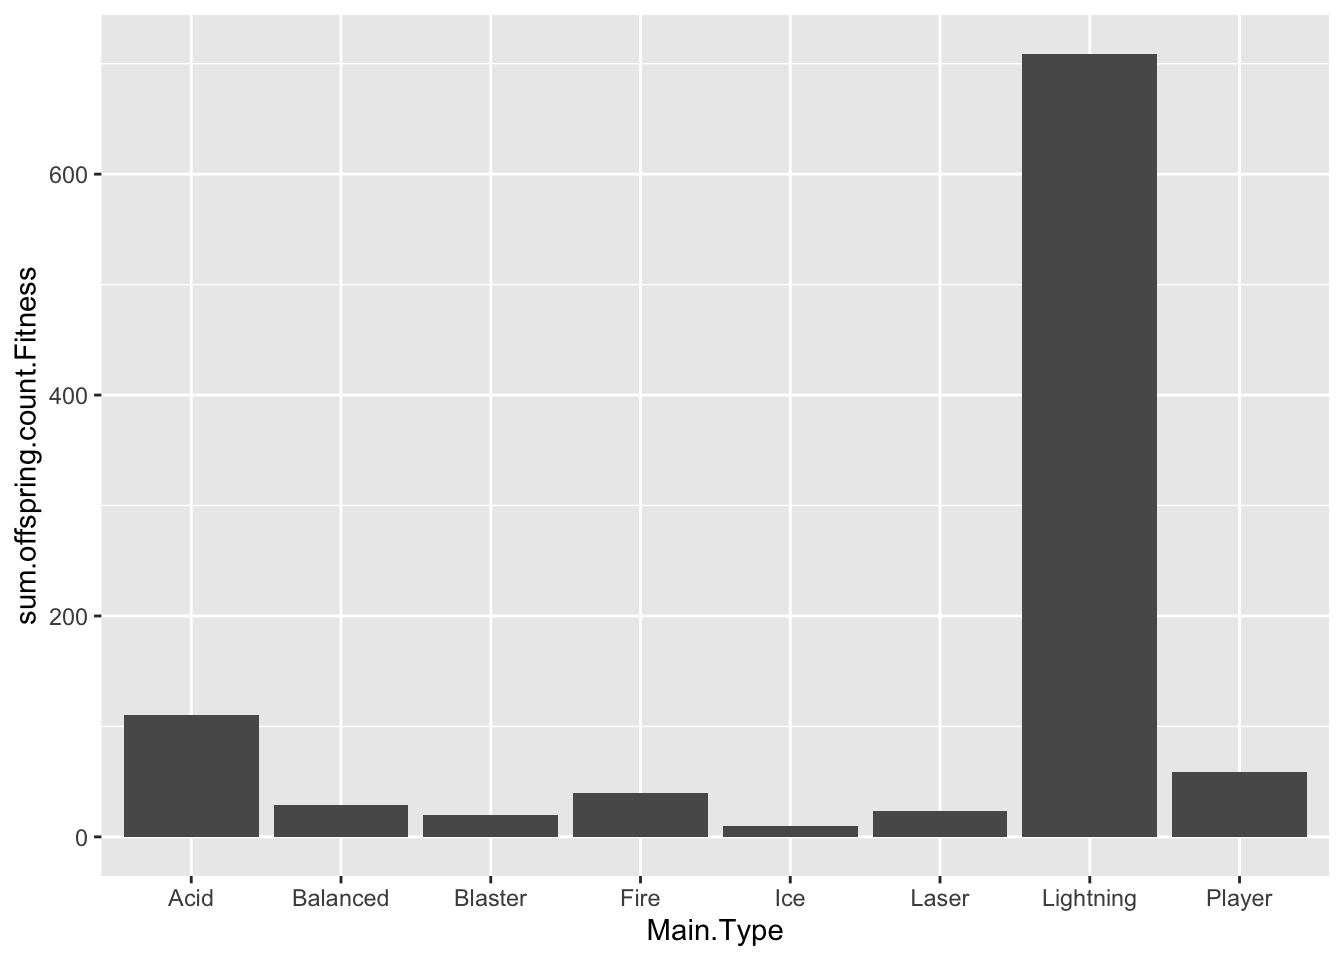 sum.offspring.count.Fitness
600
400
200
0
Acid Balanced Blaster Fire Ice Laser Lightning Player
Main.Type